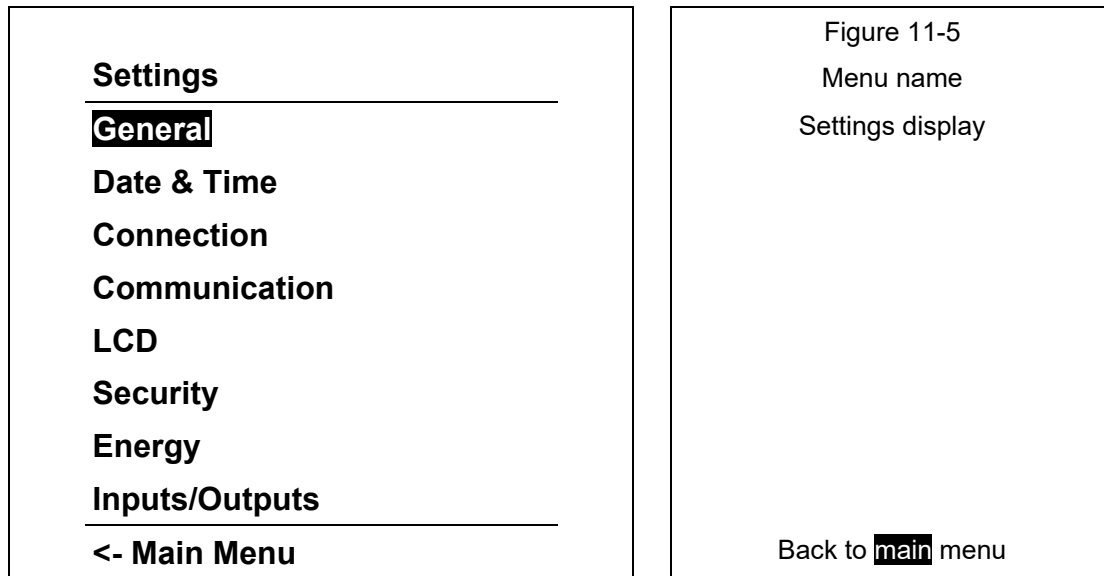 Settings
General
Date & Time
Connection
Communication
LCD
Security
Energy
Inputs/Outputs
<- Main Menu
Figure 11-5
Menu name
Settings display
Back to main menu